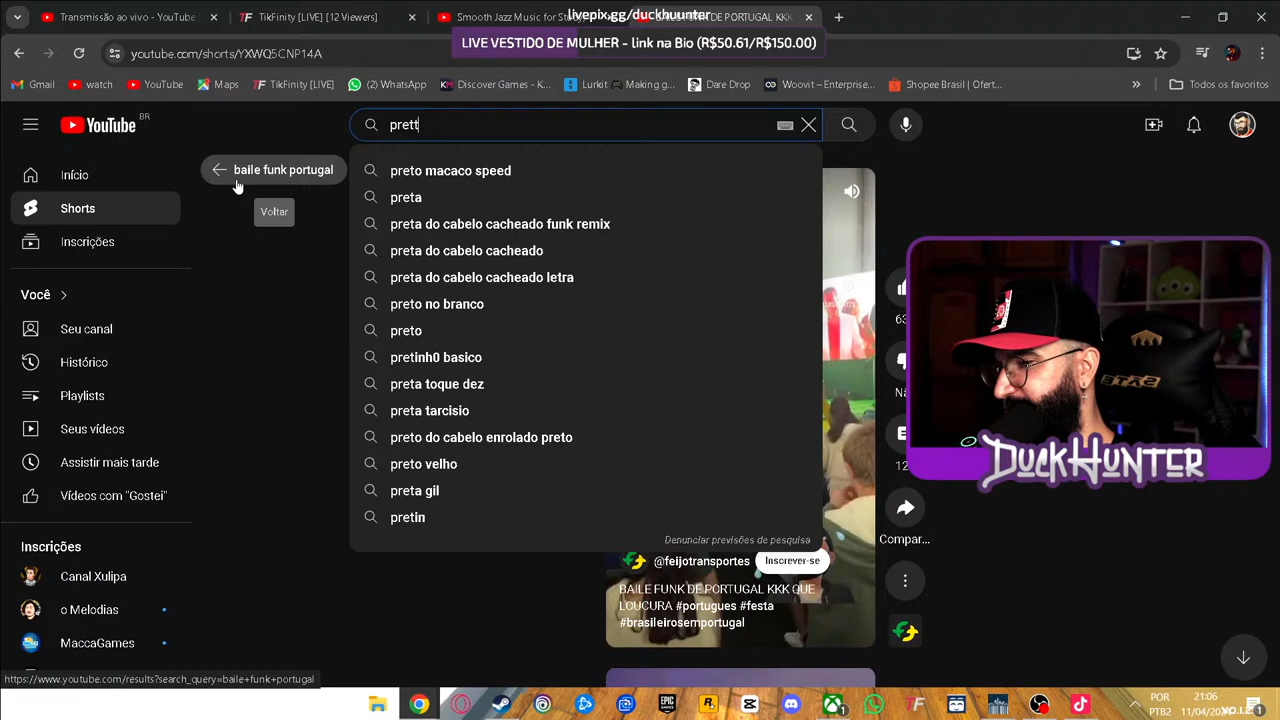 Transmissão ao vivo - YouTube
TikFinity [LIVE] [12 Viewers]
Smooth Jazz Music for Study
BAILE FUNK DE PORTUGAL KKK
livepix.gg/duckhuunter
LIVE VESTIDO DE MULHER - link na Bio (R$50.61/R$150.00)
youtube.com/shorts/YXWQ5CNP14A
Gmail
watch
YouTube
Maps
TikFinity [LIVE]
(2) WhatsApp
Discover Games - K...
Lurkit 🎮 Making g...
Dare Drop
Woovit – Enterprise...
Shopee Brasil | Ofert...
Todos os favoritos
YouTube BR
prett
baile funk portugal
Voltar
Início
Shorts
Inscrições
Você
Seu canal
Histórico
Playlists
Seus vídeos
Assistir mais tarde
Vídeos com "Gostei"
Inscrições
Canal Xulipa
o Melodias
MaccaGames
preto macaco speed
preta
preta do cabelo cacheado funk remix
preta do cabelo cacheado
preta do cabelo cacheado letra
preto no branco
preto
pretinh0 basico
preta toque dez
preta tarcisio
preto do cabelo enrolado preto
preto velho
preta gil
pretin
Denunciar previsões de pesquisa
@feijotransportes
Inscrever-se
BAILE FUNK DE PORTUGAL KKK QUE
LOUCURA #portugues #festa
#brasileirosemportugal
63
Nã
12
Compar...
DUCKHUNTER
https://www.youtube.com/results?search_query=baile+funk+portugal
POR
PTB2
21:06